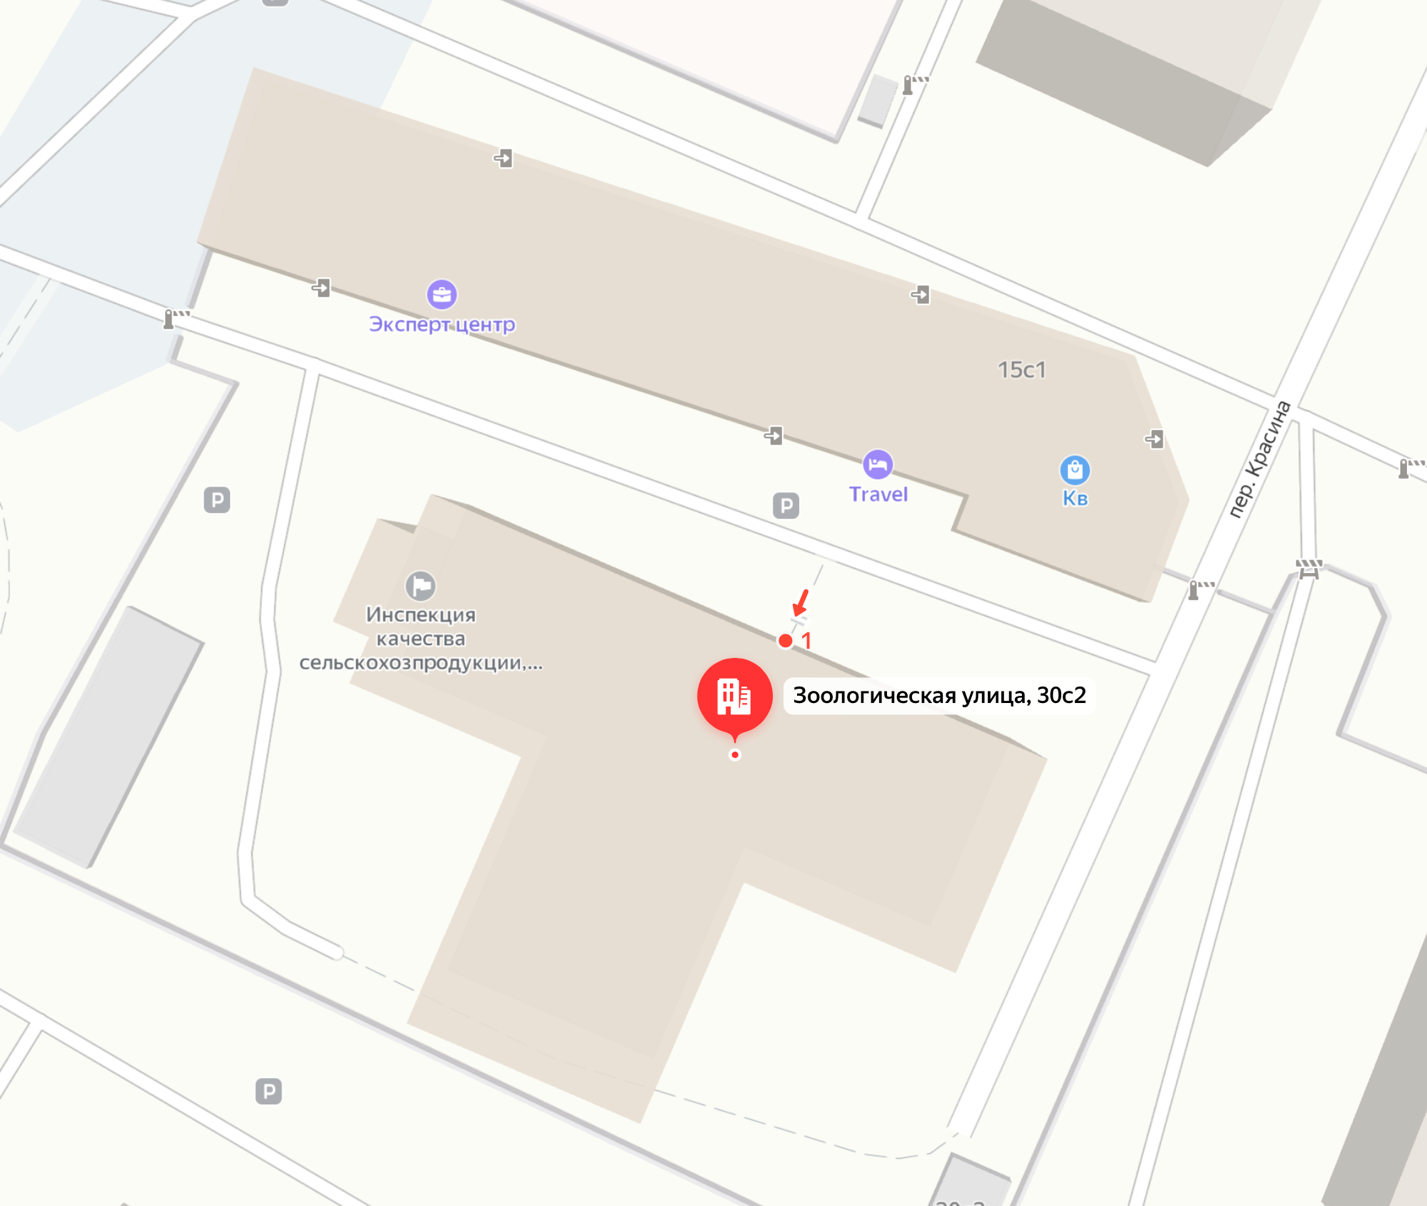 Эксперт центр
15с1
пер. Красина
P
P
Travel
Кв
Инспекция
качества
сельскохозпродукции,...
1
Зоологическая улица, 30с2
P